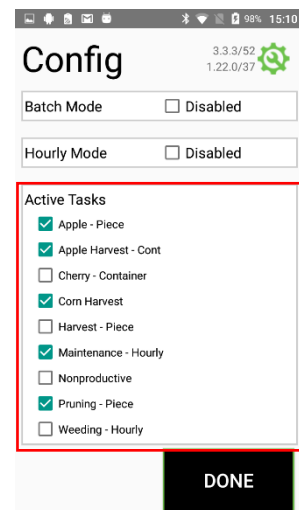 98% 15:10
Config
3.3.3/52
1.22.0/37
Batch Mode Disabled
Hourly Mode Disabled
Active Tasks
Apple - Piece
Apple Harvest - Cont
Cherry - Container
Corn Harvest
Harvest - Piece
Maintenance - Hourly
Nonproductive
Pruning - Piece
Weeding - Hourly
DONE